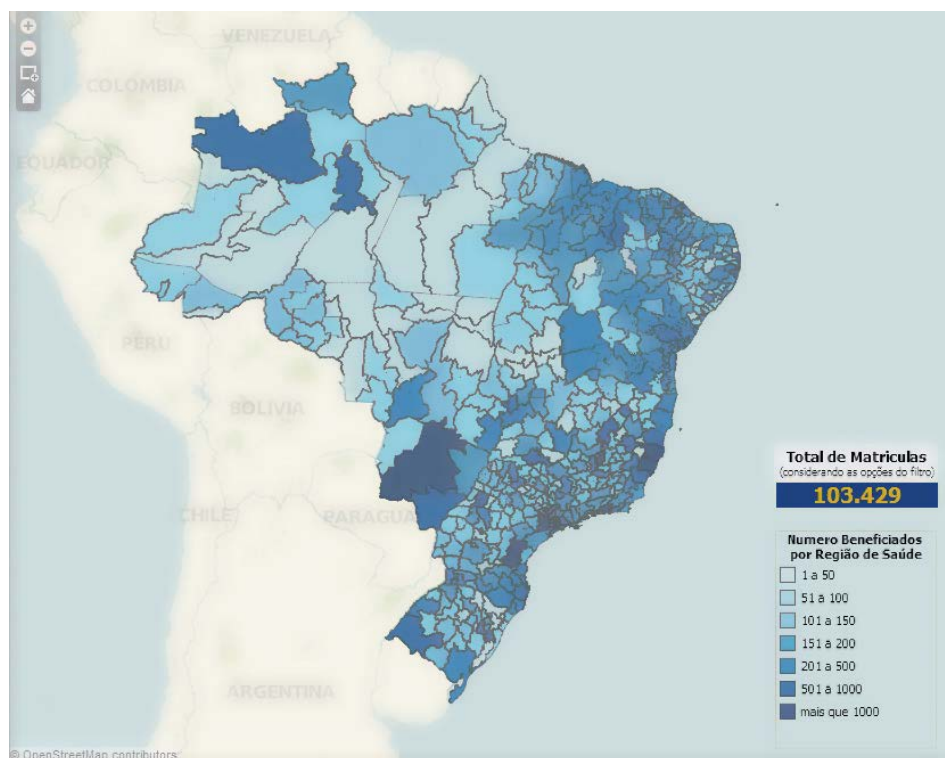 VENEZUELA
COLOMBIA
EQUADOR
PERU
BOLIVIA
CHILE
PARAGUA
ARGENTINA
Total de Matriculas
(considerando as opções do filtro)
103.429
Numero Beneficiados
por Região de Saúde
1 a 50
51 a 100
101 a 150
151 a 200
201 a 500
501 a 1000
mais que 1000
© OpenStreetMap contributors